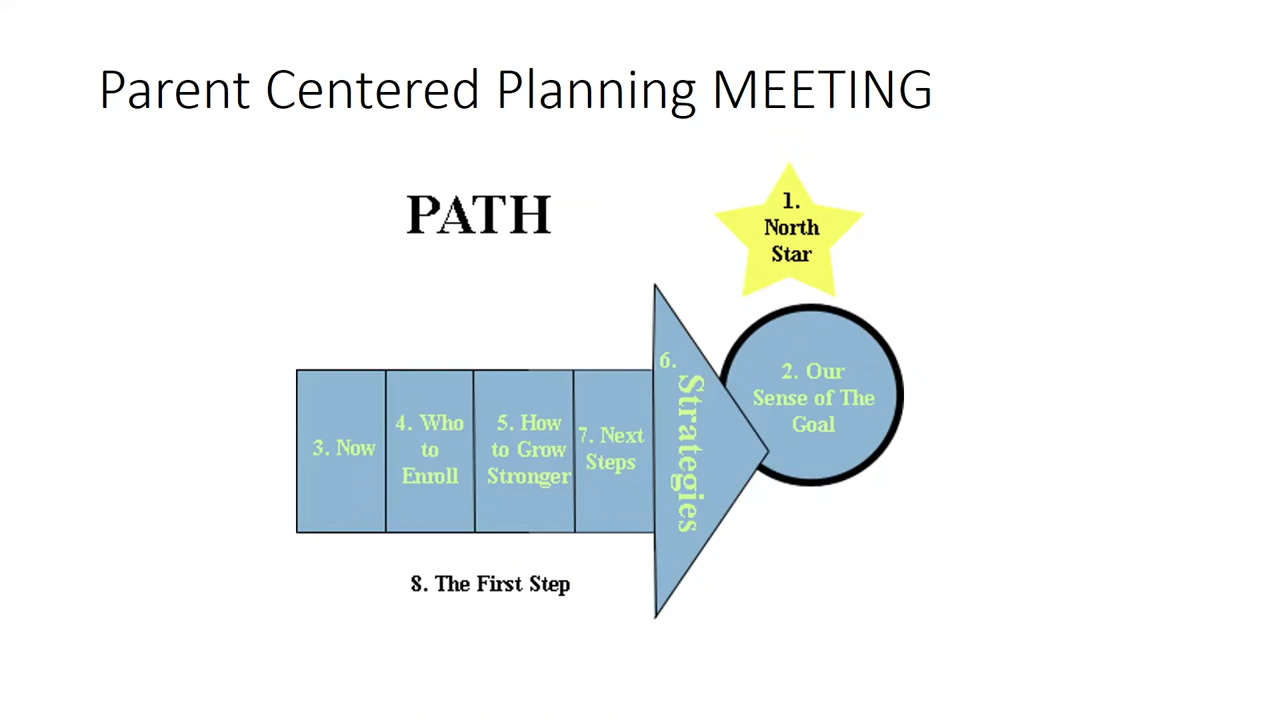 Parent Centered Planning MEETING
PATH
1.
North
Star
2. Our
Sense of The
Goal
3. Now
4. Who
to
Enroll
5. How
to Grow
Stronger
7. Next
Steps
6.
Strategies
8. The First Step